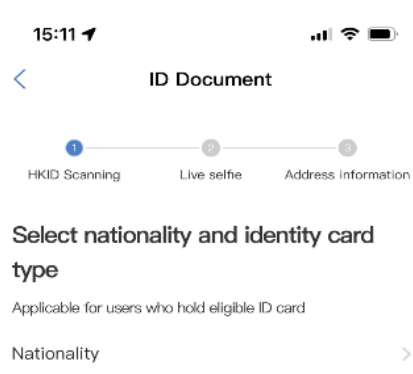 15:11
ID Document
1 2 3
HKID Scanning Live selfie Address information
Select nationality and identity card
type
Applicable for users who hold eligible ID card
Nationality